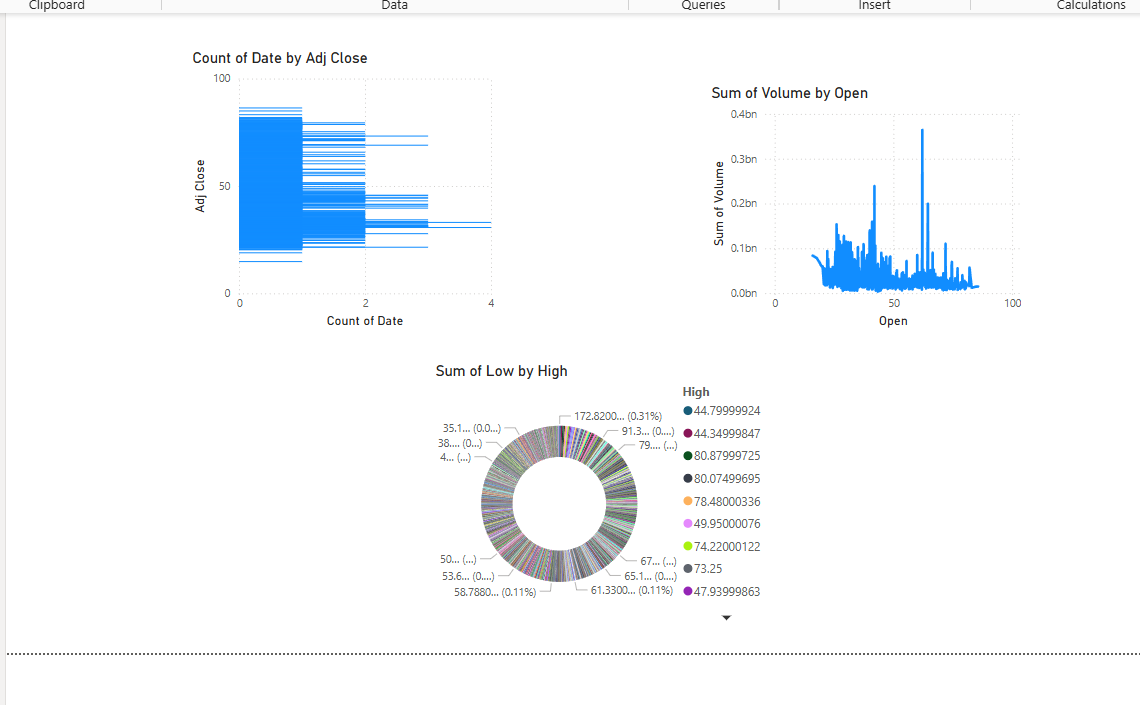 Clipboard Data Queries Insert Calculations
Count of Date by Adj Close
100
50
0
Adj Close
0 2 4
Count of Date
Sum of Volume by Open
0.4bn
0.3bn
0.2bn
0.1bn
0.0bn
Sum of Volume
0 50 100
Open
Sum of Low by High
172.8200... (0.31%)
91.3... (0....)
79.... (...)
67... (...)
65.1... (0....)
61.3300... (0.11%)
58.7880... (0.11%)
53.6... (0....)
50... (...)
4... (...)
38.... (0...)
35.1... (0.0...)
High
44.79999924
44.34999847
80.87999725
80.07499695
78.48000336
49.95000076
74.22000122
73.25
47.93999863